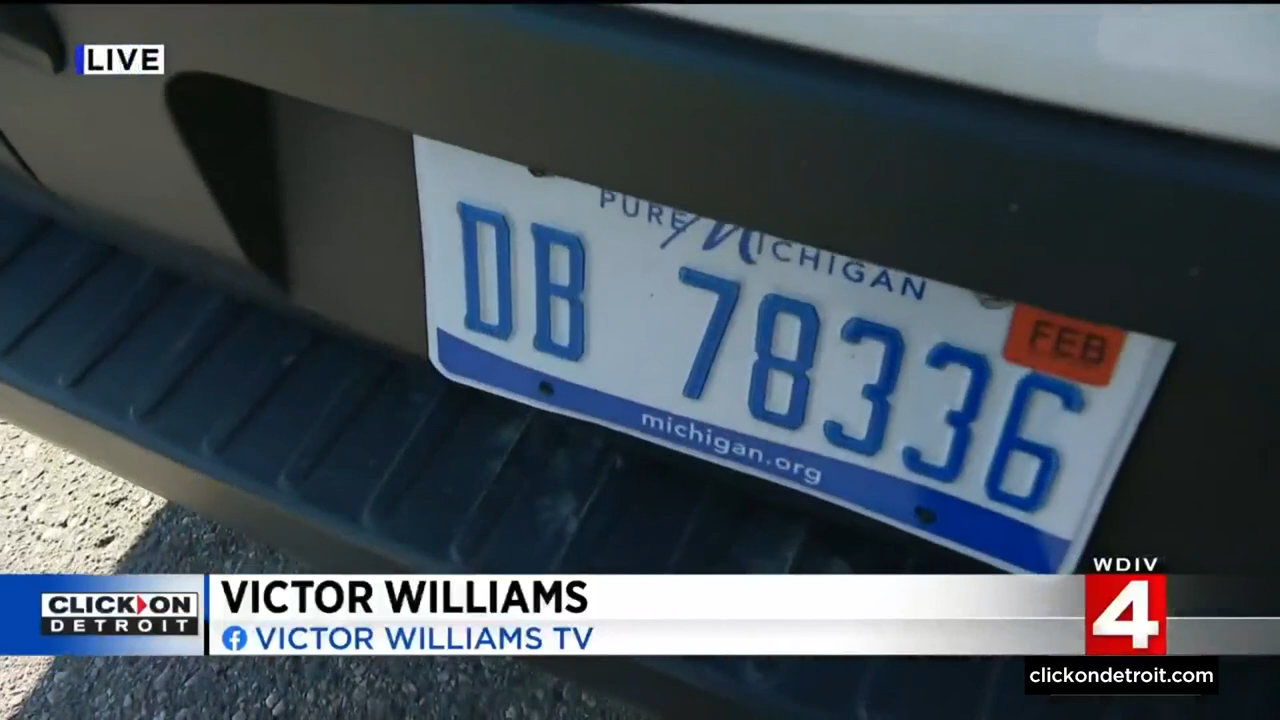 LIVE
PURE MICHIGAN
FEB
DB 78336
michigan.org
WDIV
4
CLICK ON
DETROIT
VICTOR WILLIAMS
VICTOR WILLIAMS TV
clickondetroit.com